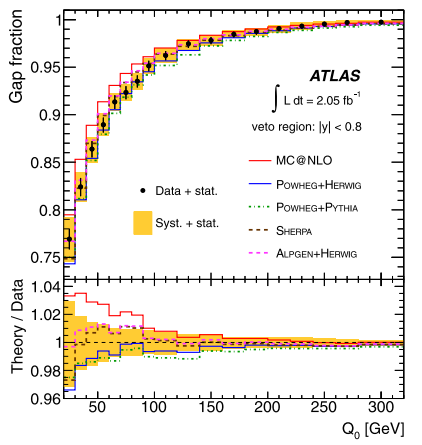 Gap fraction
1
0.95
0.9
0.85
0.8
0.75
ATLAS
∫ L dt = 2.05 fb⁻¹
veto region: |y| < 0.8
MC@NLO
POWHEG+HERWIG
POWHEG+PYTHIA
SHERPA
ALPGEN+HERWIG
Data + stat.
Syst. + stat.
Theory / Data
1.04
1.02
1
0.98
0.96
50 100 150 200 250 300
Q₀ [GeV]